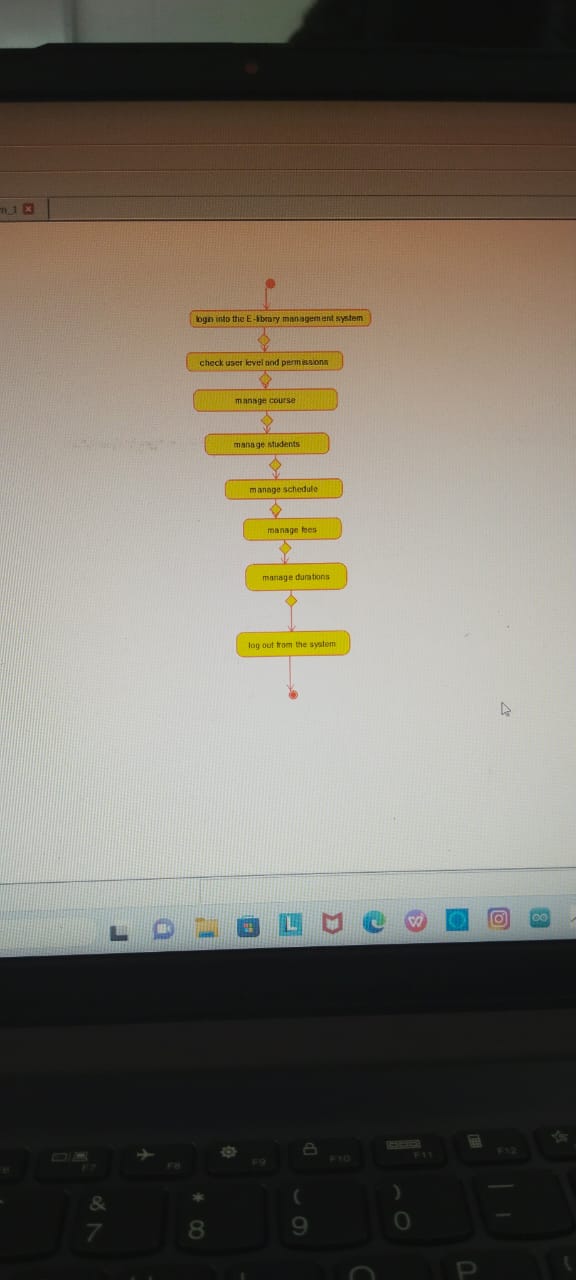 n_1
login into the E-library management system
check user level and permissions
manage course
manage students
manage schedule
manage fees
manage durations
log out from the system
F7
F8
F9
F10
F11
F12
& * ( ) —
7 8 9 0 -
P